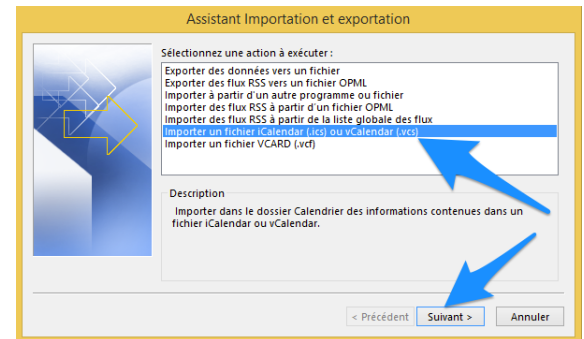 Assistant Importation et exportation
Sélectionnez une action à exécuter :
Exporter des données vers un fichier
Exporter des flux RSS vers un fichier OPML
Importer à partir d'un autre programme ou fichier
Importer des flux RSS à partir d'un fichier OPML
Importer des flux RSS à partir de la liste globale des flux
Importer un fichier iCalendar (.ics) ou vCalendar (.vcs)
Importer un fichier VCARD (.vcf)
Description
Importer dans le dossier Calendrier des informations contenues dans un
fichier iCalendar ou vCalendar.
< Précédent Suivant > Annuler